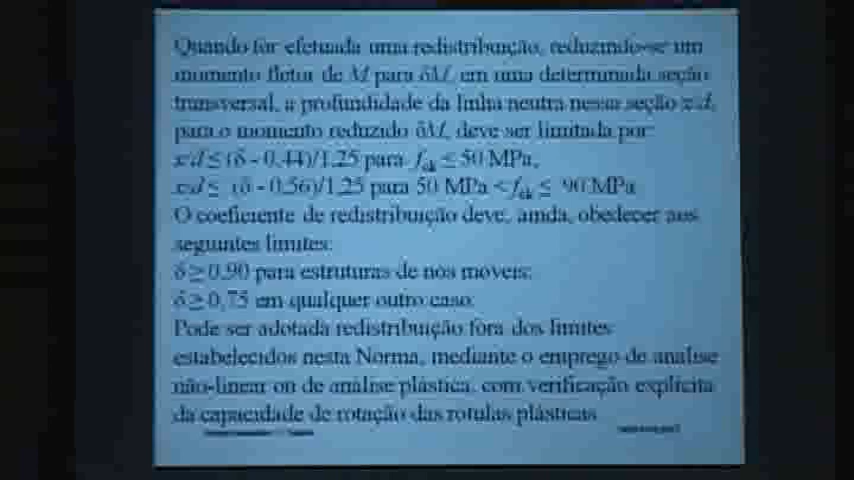 Quando for efetuada uma redistribuição, reduzindo-se um
momento fletor de M para δM, em uma determinada seção
transversal, a profundidade da linha neutra nessa seção x/d,
para o momento reduzido δM, deve ser limitada por:
x/d ≤ (δ - 0,44)/1,25 para fck ≤ 50 MPa;
x/d ≤ (δ - 0,56)/1,25 para 50 MPa < fck ≤ 90 MPa
O coeficiente de redistribuição deve, ainda, obedecer aos
seguintes limites:
δ ≥ 0,90 para estruturas de nós móveis;
δ ≥ 0,75 em qualquer outro caso.
Pode ser adotada redistribuição fora dos limites
estabelecidos nesta Norma, mediante o emprego de análise
não-linear ou de análise plástica, com verificação explícita
da capacidade de rotação das rótulas plásticas